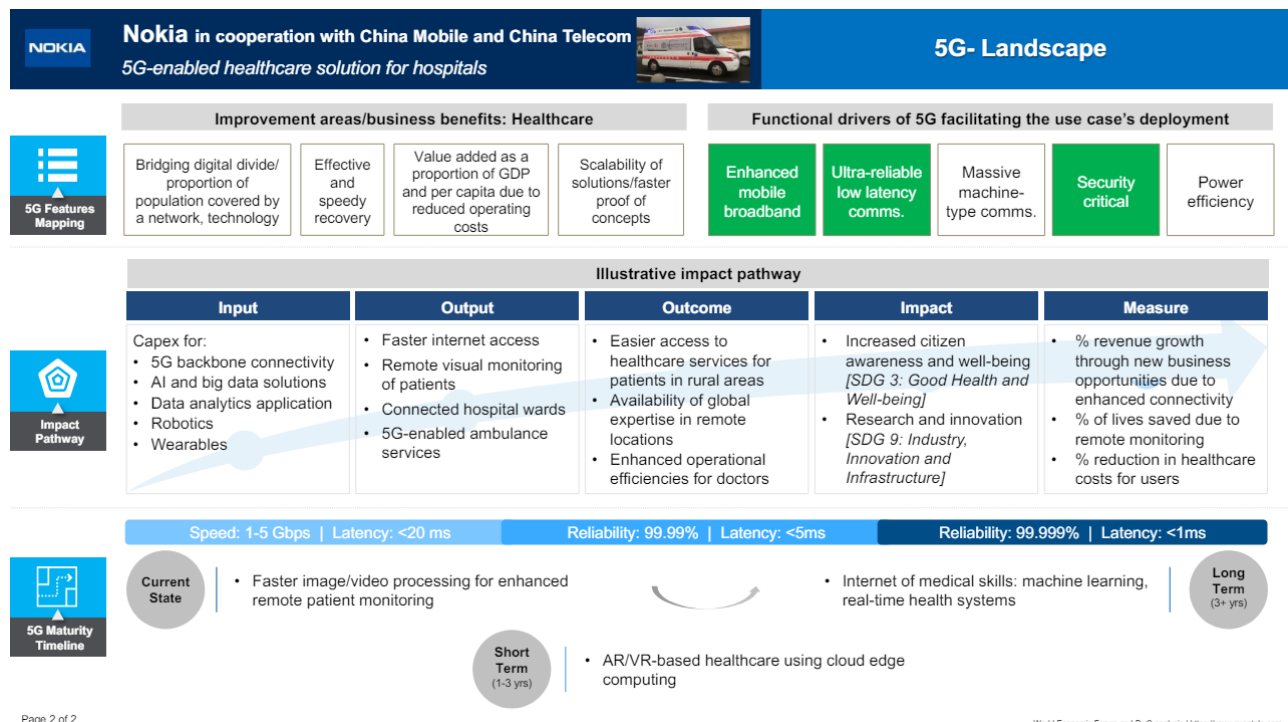 NOKIA
Nokia in cooperation with China Mobile and China Telecom
5G-enabled healthcare solution for hospitals
5G- Landscape
5G Features
Mapping
Improvement areas/business benefits: Healthcare
Bridging digital divide/
proportion of
population covered by
a network, technology
Effective
and
speedy
recovery
Value added as a
proportion of GDP
and per capita due to
reduced operating
costs
Scalability of
solutions/faster
proof of
concepts
Functional drivers of 5G facilitating the use case's deployment
Enhanced
mobile
broadband
Ultra-reliable
low latency
comms.
Massive
machine-
type comms.
Security
critical
Power
efficiency
Impact
Pathway
Illustrative impact pathway
Input
Capex for:
• 5G backbone connectivity
• AI and big data solutions
• Data analytics application
• Robotics
• Wearables
Output
• Faster internet access
• Remote visual monitoring
of patients
• Connected hospital wards
• 5G-enabled ambulance
services
Outcome
• Easier access to
healthcare services for
patients in rural areas
• Availability of global
expertise in remote
locations
• Enhanced operational
efficiencies for doctors
Impact
• Increased citizen
awareness and well-being
[SDG 3: Good Health and
Well-being]
• Research and innovation
[SDG 9: Industry,
Innovation and
Infrastructure]
Measure
• % revenue growth
through new business
opportunities due to
enhanced connectivity
• % of lives saved due to
remote monitoring
• % reduction in healthcare
costs for users
5G Maturity
Timeline
Speed: 1-5 Gbps | Latency: <20 ms
Reliability: 99.99% | Latency: <5ms
Reliability: 99.999% | Latency: <1ms
Current
State
• Faster image/video processing for enhanced
remote patient monitoring
• Internet of medical skills: machine learning,
real-time health systems
Long
Term
(3+ yrs)
Short
Term
(1-3 yrs)
• AR/VR-based healthcare using cloud edge
computing
Page 2 of 2